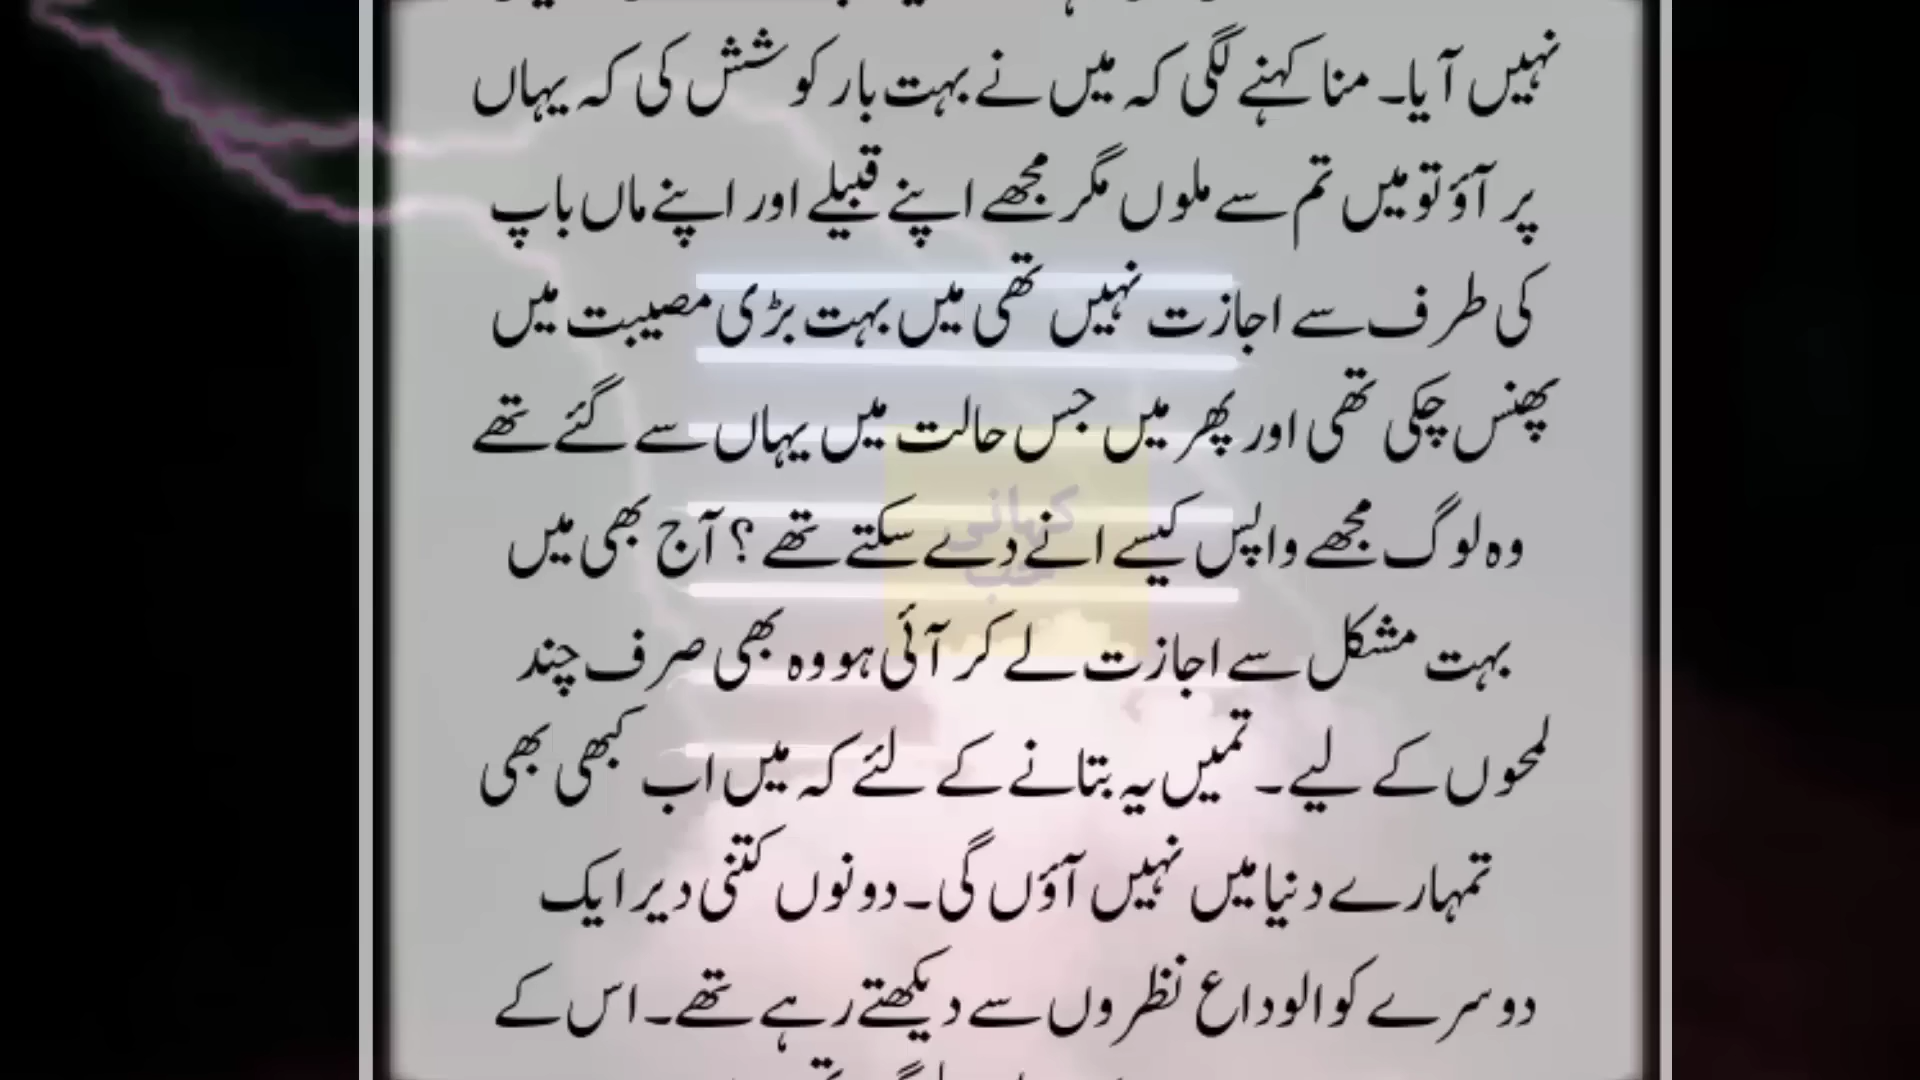 نہیں آیا۔ منا کہنے لگی کہ میں نے بہت بار کوشش کی کہ یہاں
پر آؤ تو میں تم سے ملوں مگر مجھے اپنے قبیلے اور اپنے ماں باپ
کی طرف سے اجازت نہیں تھی میں بہت بڑی مصیبت میں
پھنس چکی تھی اور پھر میں جس حالت میں یہاں سے گئے تھے
وہ لوگ مجھے واپس کیسے انے دے سکتے تھے ؟ آج بھی میں
بہت مشکل سے اجازت لے کر آئی ہو وہ بھی صرف چند
لمحوں کے لیے۔ تمیں یہ بتانے کے لئے کہ میں اب کبھی بھی
تمہارے دنیا میں نہیں آؤں گی۔ دونوں کتنی دیر ایک
دوسرے کو الوداع نظروں سے دیکھتے رہے تھے۔ اس کے
کہانی
حب